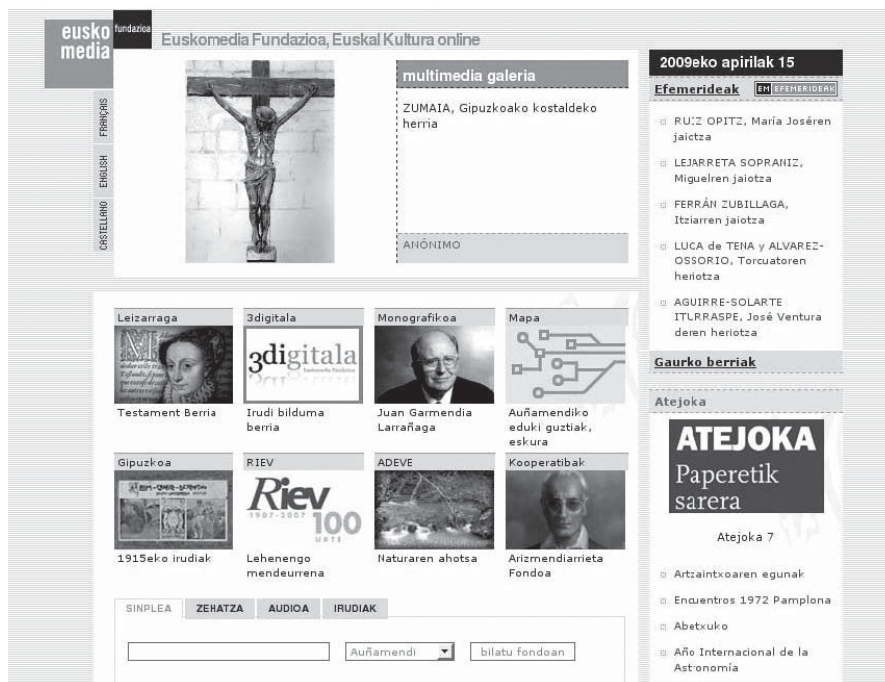 eusko
media
fundazioa
Euskomedia Fundazioa, Euskal Kultura online
FRANÇAIS
ENGLISH
CASTELLANO
multimedia galeria
ZUMAIA, Gipuzkoako kostaldeko
herria
ANÓNIMO
Leizarraga
3digitala
Monografikoa
Mapa
3digitala
Euskomedia Fundazioa
Testament Berria
Irudi bilduma
berria
Juan Garmendia
Larrañaga
Auñamendiko
eduki guztiak,
eskura
Gipuzkoa
RIEV
ADEVE
Kooperatibak
Riev
1907-2007 100
URTE
1915eko irudiak
Lehenengo
mendeurrena
Naturaren ahotsa
Arizmendiarrieta
Fondoa
SINPLEA
ZEHATZA
AUDIOA
IRUDIAK
Auñamendi
bilatu fondoan
2009eko apirilak 15
Efemerideak
EM EFEMERIDEAK
RUIZ OPITZ, María Joséren
jaiotza
LEJARRETA SOPRANIZ,
Miguelren jaiotza
FERRÁN ZUBILLAGA,
Itziarren jaiotza
LUCA de TENA y ALVAREZ-
OSSORIO, Torcuatoren
heriotza
AGUIRRE-SOLARTE
ITURRASPE, José Ventura
deren heriotza
Gaurko berriak
Atejoka
ATEJOKA
Paperetik
sarera
Atejoka 7
Artzaintxoaren egunak
Encuentros 1972 Pamplona
Abetxuko
Año Internacional de la
Astronomía